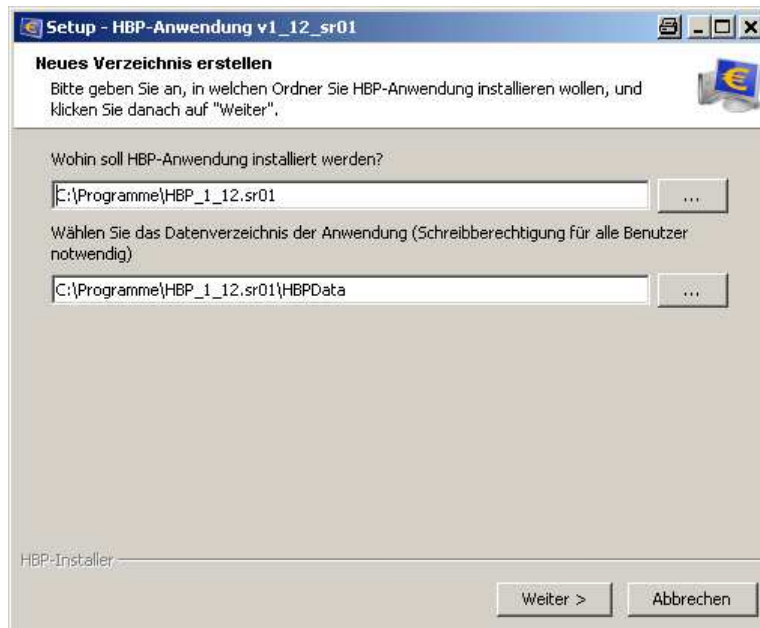 Setup - HBP-Anwendung v1_12_sr01
Neues Verzeichnis erstellen
Bitte geben Sie an, in welchen Ordner Sie HBP-Anwendung installieren wollen, und
klicken Sie danach auf "Weiter".
Wohin soll HBP-Anwendung installiert werden?
C:\Programme\HBP_1_12.sr01
...
Wählen Sie das Datenverzeichnis der Anwendung (Schreibberechtigung für alle Benutzer
notwendig)
C:\Programme\HBP_1_12.sr01\HBPData
...
HBP-Installer
Weiter > Abbrechen